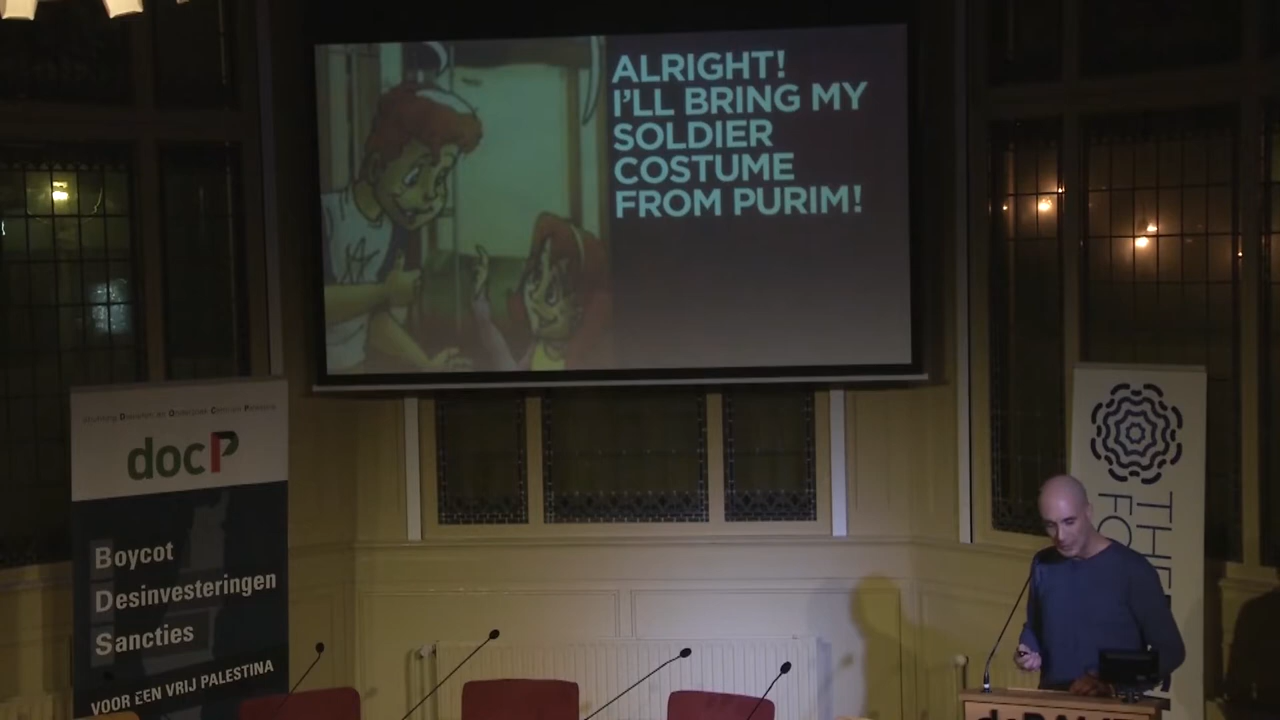 ALRIGHT!
I'LL BRING MY
SOLDIER
COSTUME
FROM PURIM!
docP
Boycot
Desinvesteringen
Sancties
VOOR EEN VRIJ PALESTINA
THE
FO